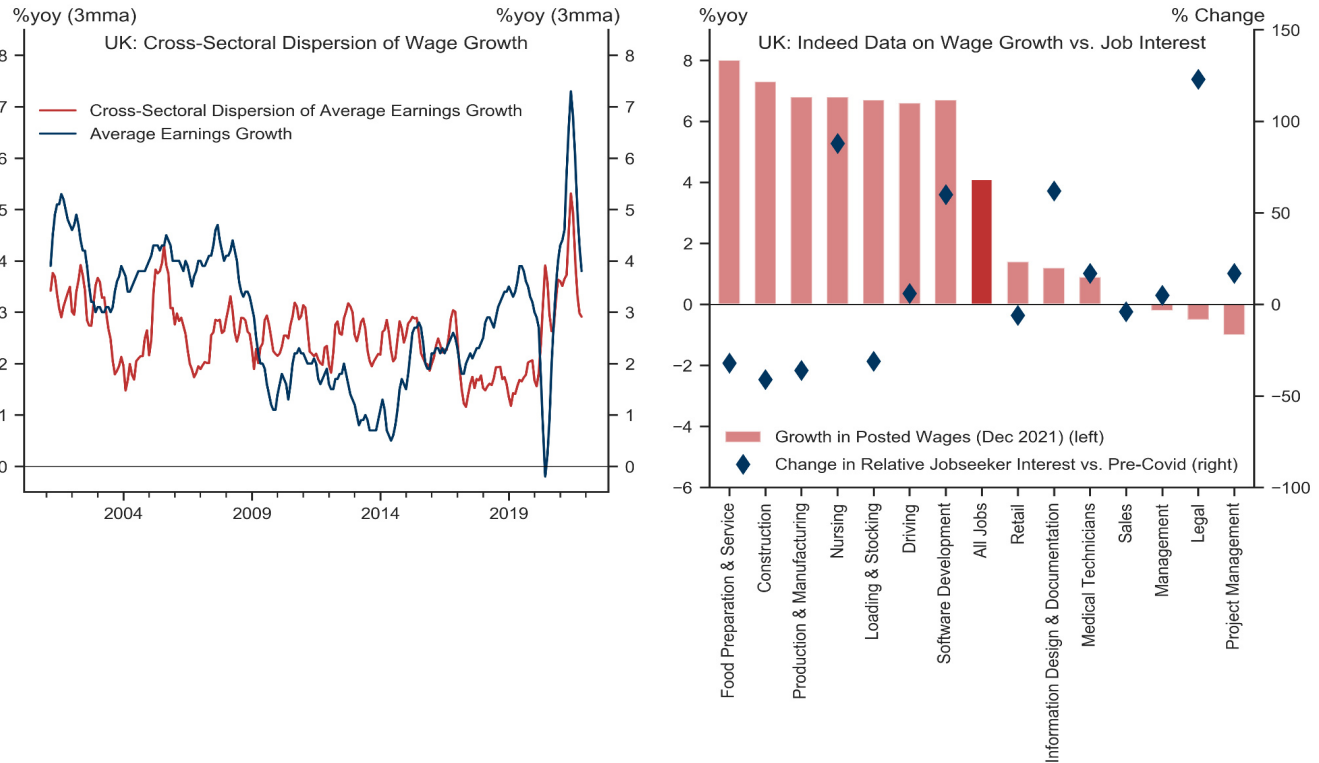 %yoy (3mma) %yoy (3mma)
UK: Cross-Sectoral Dispersion of Wage Growth
Cross-Sectoral Dispersion of Average Earnings Growth
Average Earnings Growth
8 8
7 7
6 6
5 5
4 4
3 3
2 2
1 1
0 0
2004 2009 2014 2019
%yoy % Change
UK: Indeed Data on Wage Growth vs. Job Interest
8
6
4
2
0
−2
−4
−6
150
100
50
0
−50
−100
Growth in Posted Wages (Dec 2021) (left)
Change in Relative Jobseeker Interest vs. Pre-Covid (right)
Food Preparation & Service
Construction
Production & Manufacturing
Nursing
Loading & Stocking
Driving
Software Development
All Jobs
Retail
Information Design & Documentation
Medical Technicians
Sales
Management
Legal
Project Management